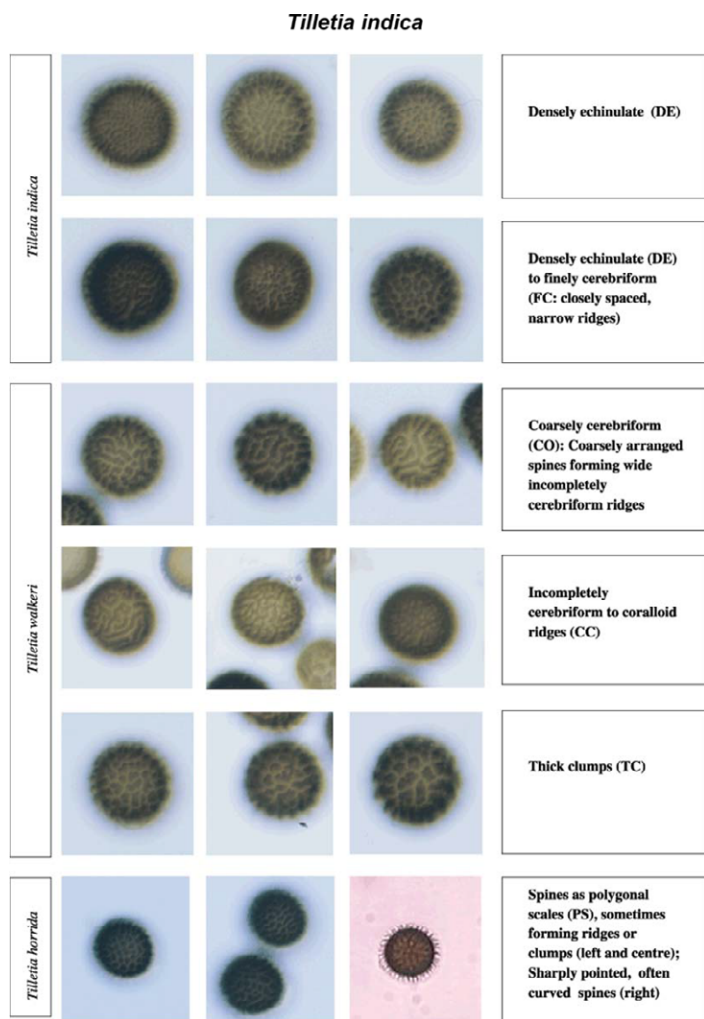 Tilletia indica
Tilletia indica
Densely echinulate (DE)
Densely echinulate (DE)
to finely cerebriform
(FC: closely spaced,
narrow ridges)
Tilletia walkeri
Coarsely cerebriform
(CO): Coarsely arranged
spines forming wide
incompletely
cerebriform ridges
Incompletely
cerebriform to coralloid
ridges (CC)
Thick clumps (TC)
Tilletia horrida
Spines as polygonal
scales (PS), sometimes
forming ridges or
clumps (left and centre);
Sharply pointed, often
curved spines (right)